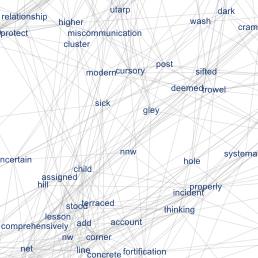 utarp
dark
relationship
higher
wash
cram
protect
miscommunication
cluster
post
modern
cursory
sifted
deemed
trowel
sick
gley
nnw
systema
ncertain
hole
child
assigned
hill
properly
incident
stood
terraced
thinking
lesson
add
account
comprehensively
nw
corner
net
line
concrete
fortification